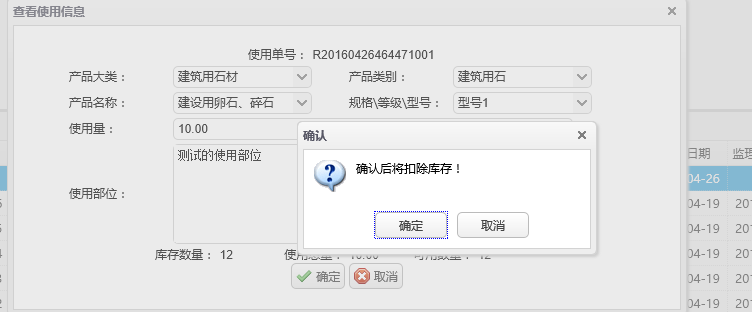 查看使用信息
使用单号： R20160426464471001
产品大类： 建筑用石材 产品类别： 建筑用石
产品名称： 建设用卵石、碎石 规格\等级\型号： 型号1
使用量： 10.00
确认
测试的使用部位
确认后将扣除库存！
日期 监理
04-26
使用部位：
04-19 201
确定 取消
04-19 201
库存数量： 12 使用总量： 10.00 可用数量： 12
04-19 201
确定 取消
04-19 201
04-19 201